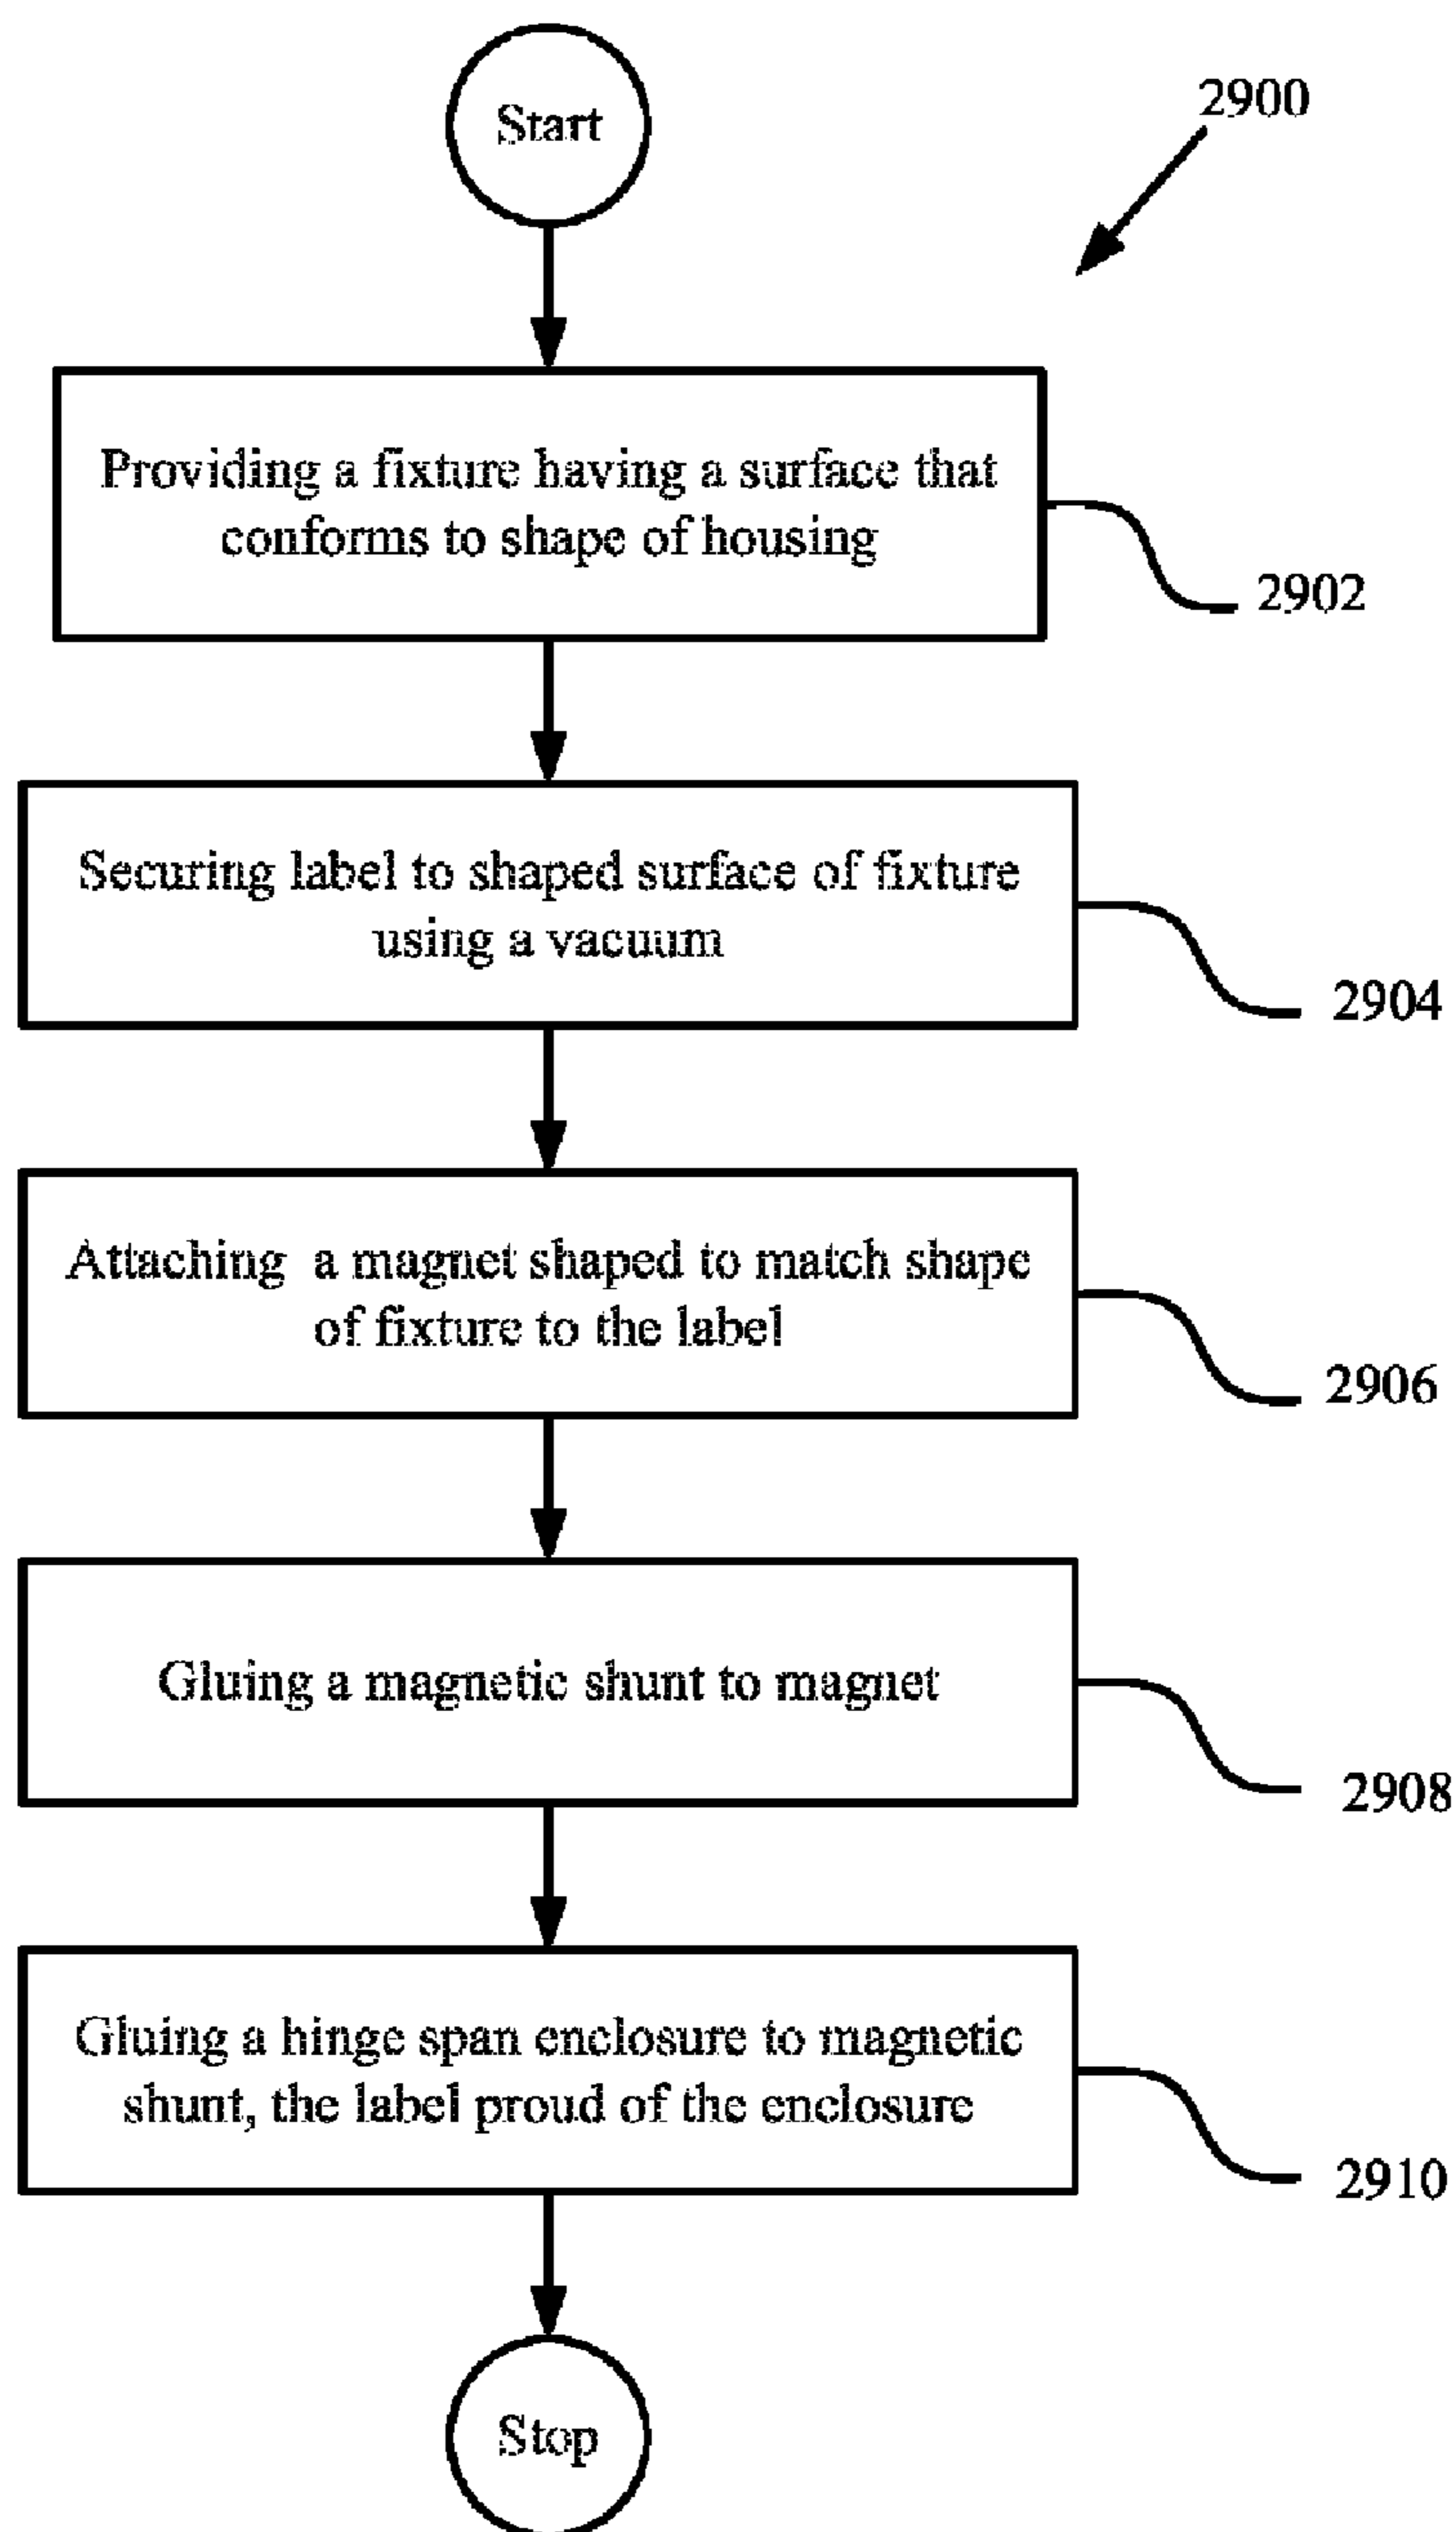 Start
2900
Providing a fixture having a surface that
conforms to shape of housing
2902
Securing label to shaped surface of fixture
using a vacuum
2904
Attaching a magnet shaped to match shape
of fixture to the label
2906
Gluing a magnetic shunt to magnet
2908
Gluing a hinge span enclosure to magnetic
shunt, the label proud of the enclosure
2910
Stop